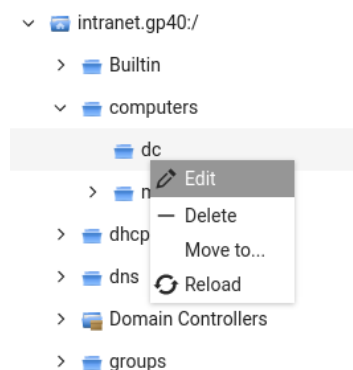 intranet.gp40:/
Builtin
computers
dc
Edit
Delete
dhcp
Move to...
dns
Reload
Domain Controllers
groups